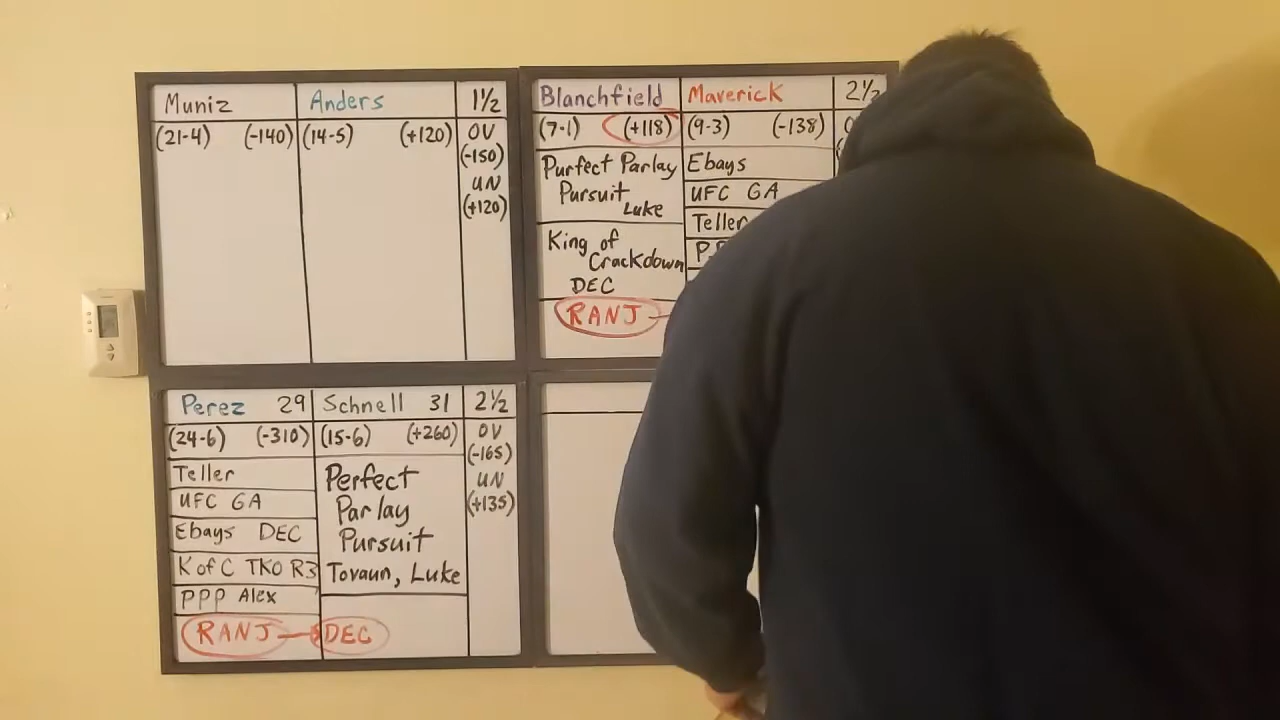 Muniz Anders 1½
(21-4) (-140) (14-5) (+120) OV
(-150)
UN
(+120)
Blanchfield Maverick 2½
(7-1) (+118) (9-3) (-138)
Purfect Parlay
Pursuit
Luke
King of
Crackdown
DEC
RANJ
Ebays
UFC GA
Teller
Perez 29 Schnell 31 2½
(24-6) (-310) (15-6) (+260) OV
(-165)
UN
(+135)
Teller
UFC GA
Ebays DEC
K of C TKO R3
PPP Alex
RANJ DEC
Perfect
Parlay
Pursuit
Tovaun, Luke